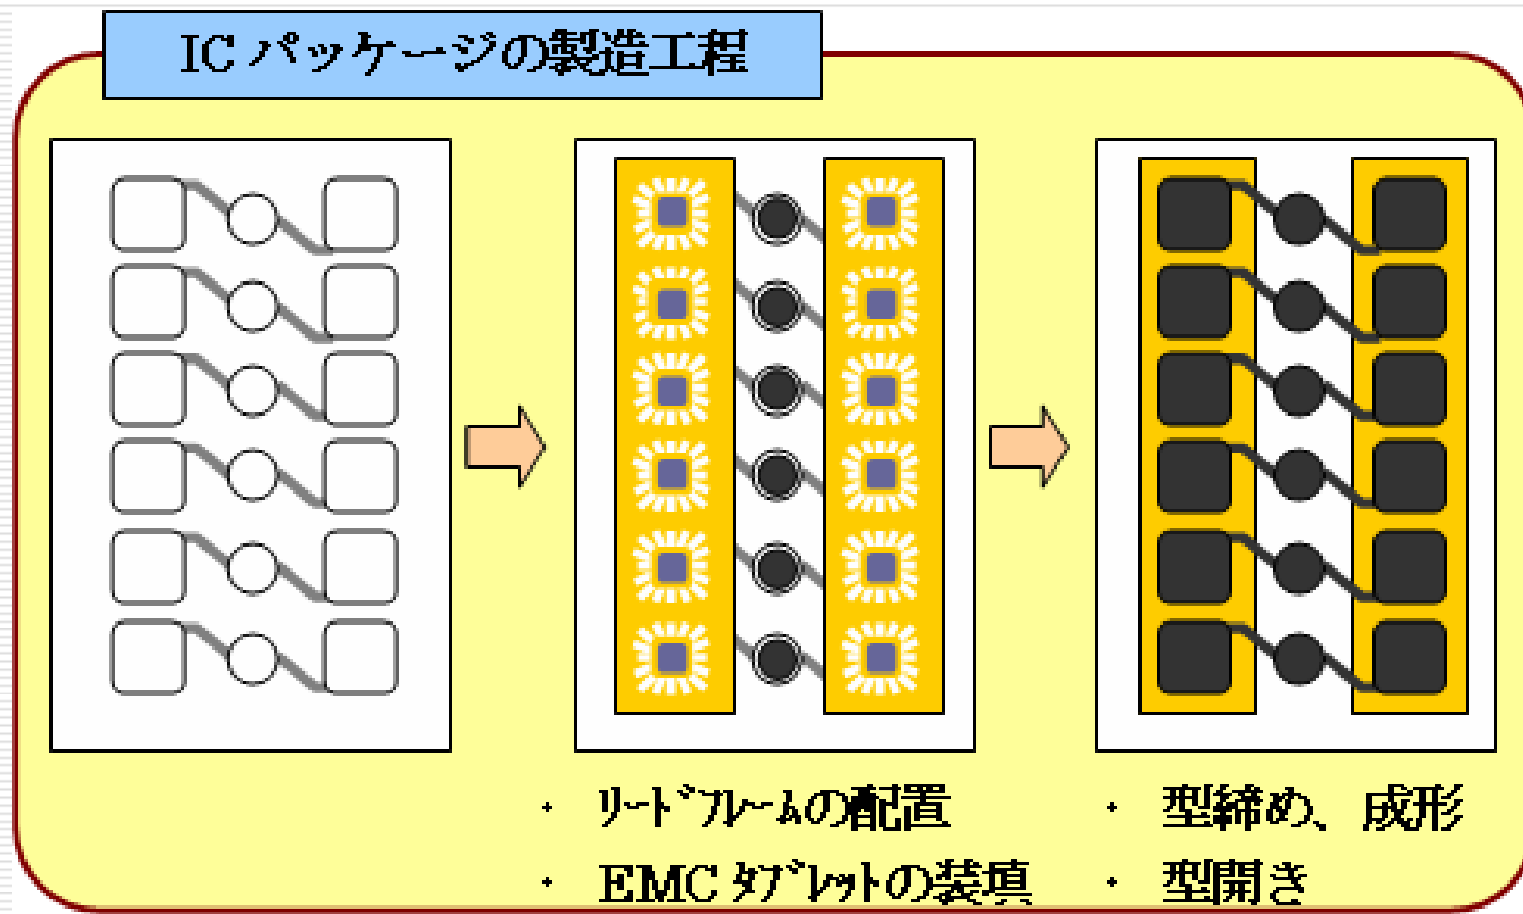 ICパッケージの製造工程
・ ﾘｰﾄﾞﾌﾚｰﾑの配置
・ EMCﾀﾌﾞﾚｯﾄの装填
・ 型締め、成形
・ 型開き